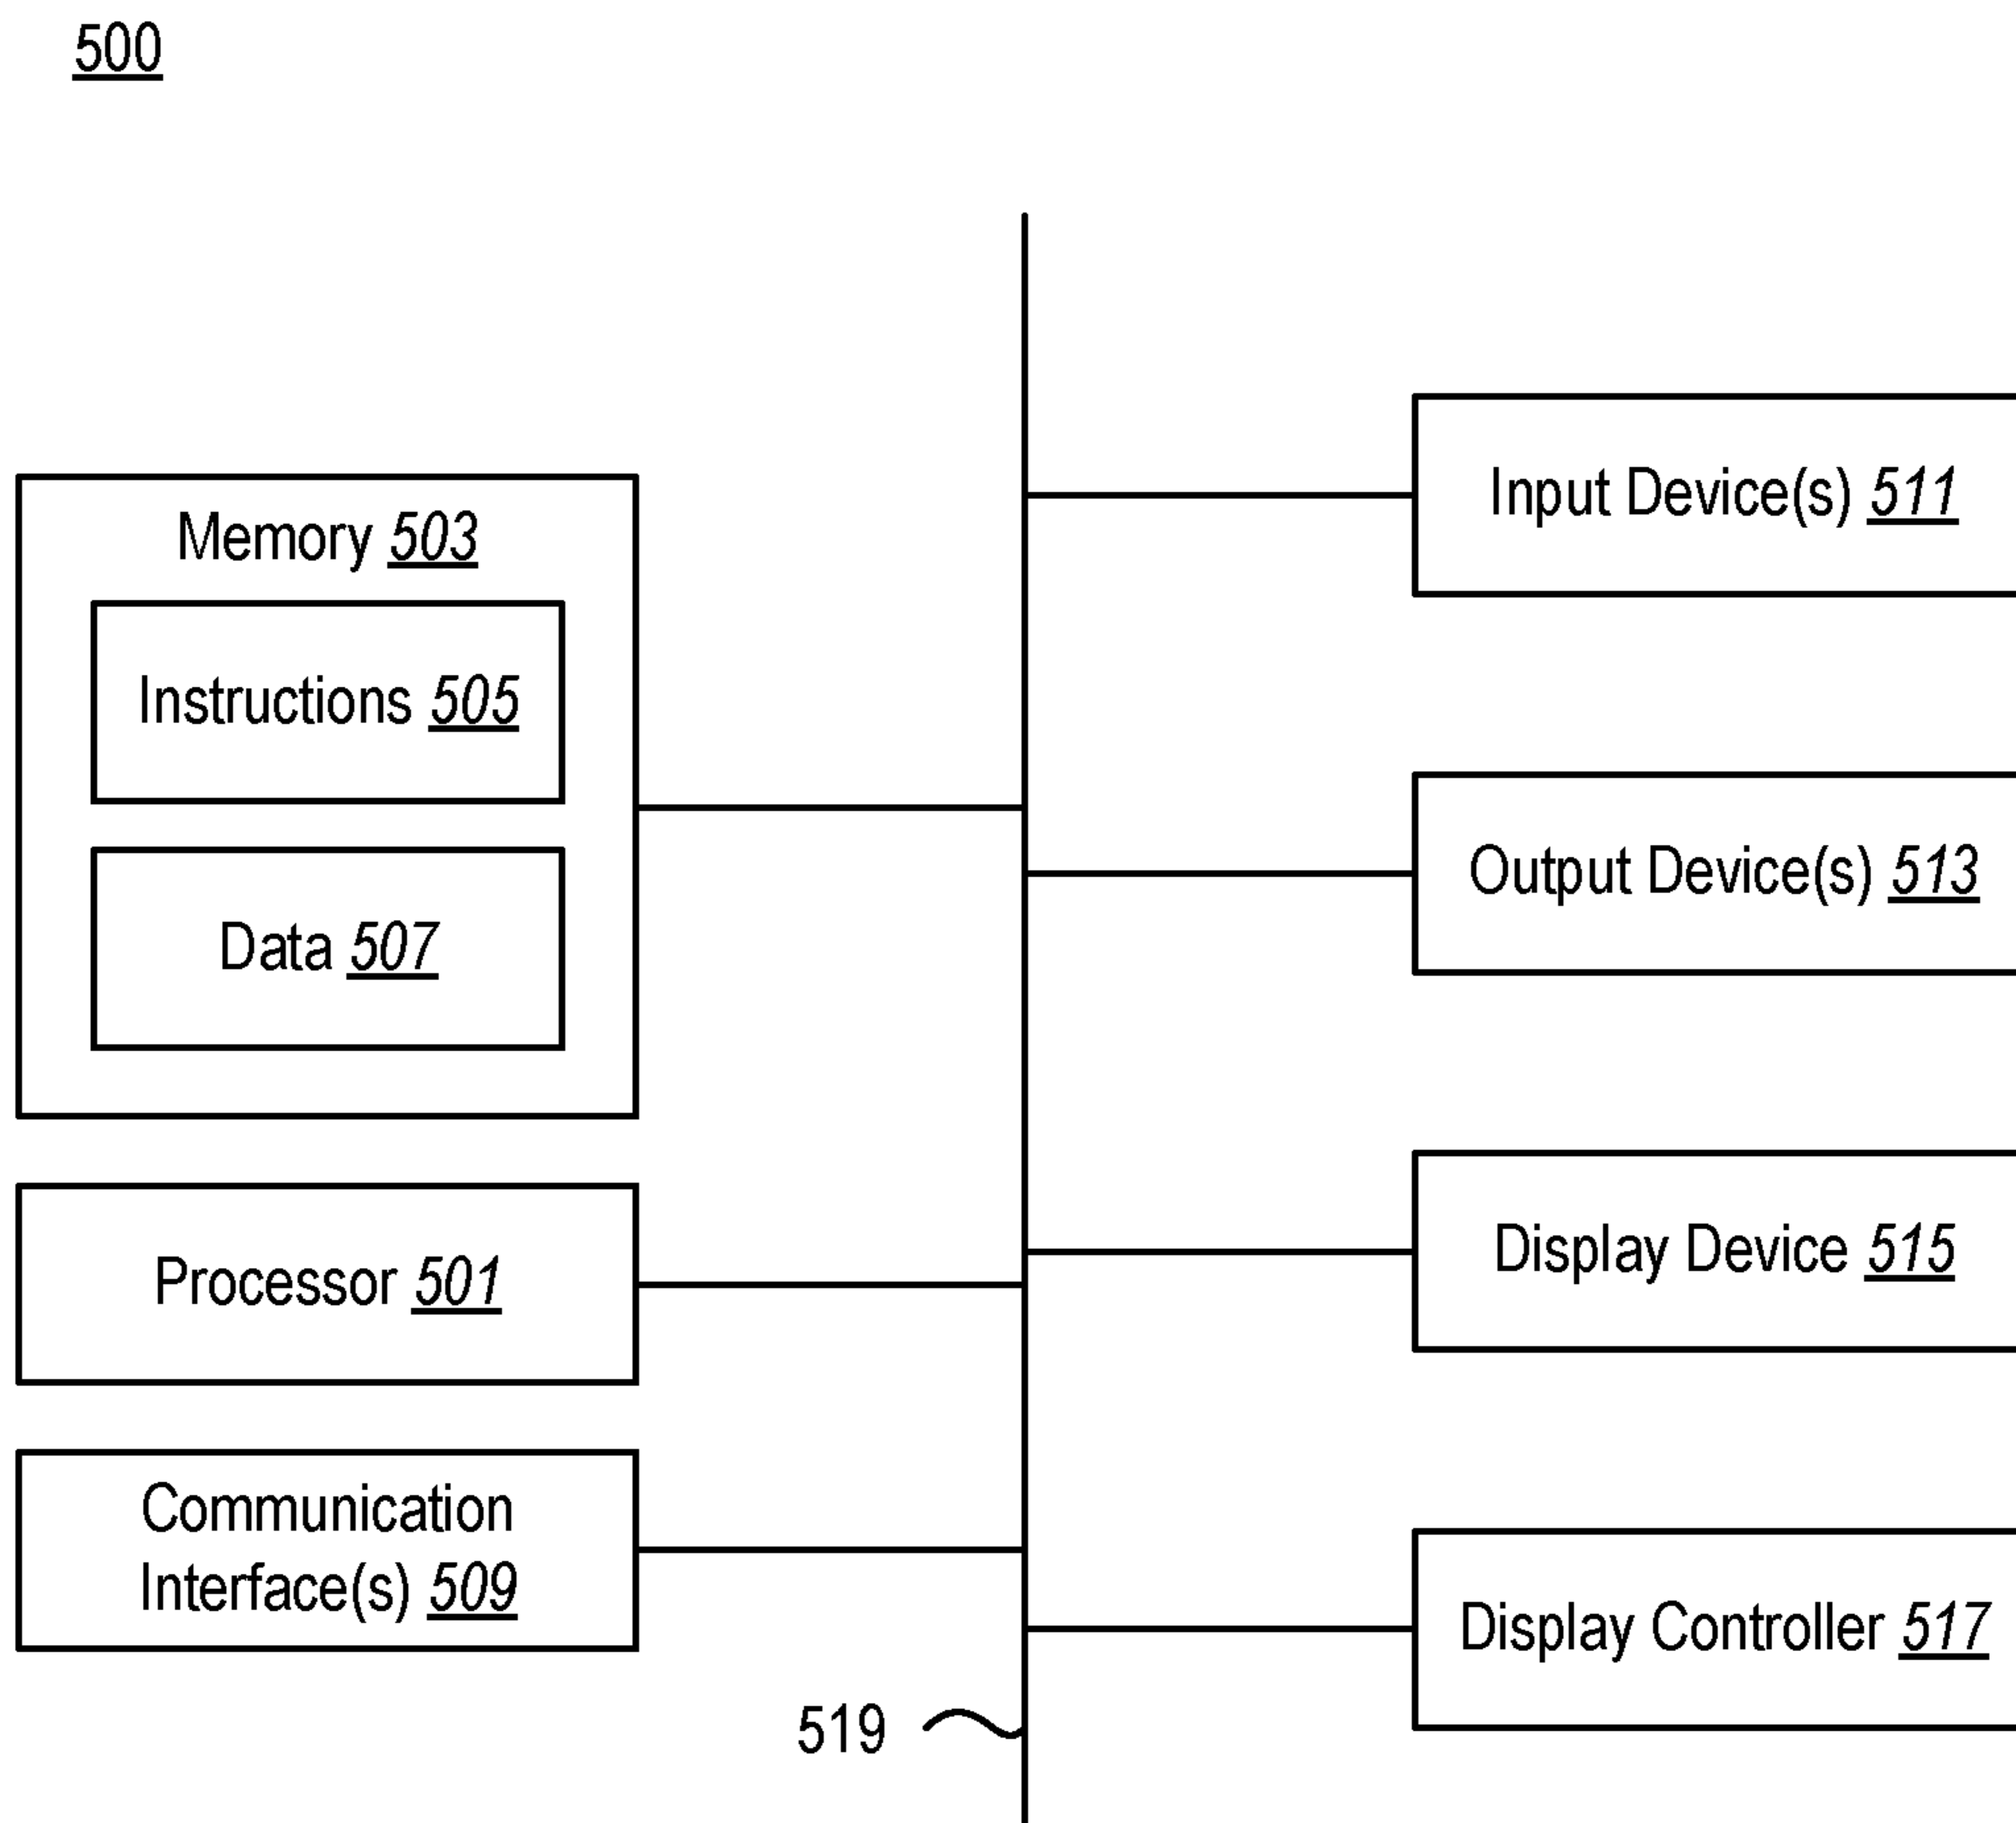 500
Memory 503
Instructions 505
Data 507
Processor 501
Communication
Interface(s) 509
Input Device(s) 511
Output Device(s) 513
Display Device 515
Display Controller 517
519